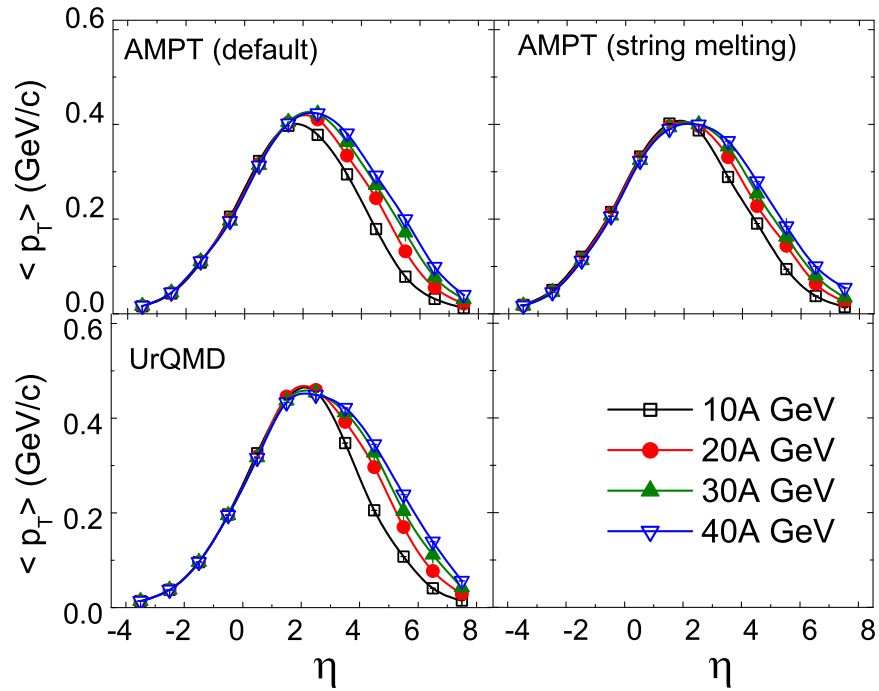 AMPT (default)
AMPT (string melting)
0.6
0.4
0.2
0.0
< pT> (GeV/c)
UrQMD
0.6
0.4
0.2
0.0
< pT> (GeV/c)
10A GeV
20A GeV
30A GeV
40A GeV
-4 -2 0 2 4 6 8
-4 -2 0 2 4 6 8
η
η